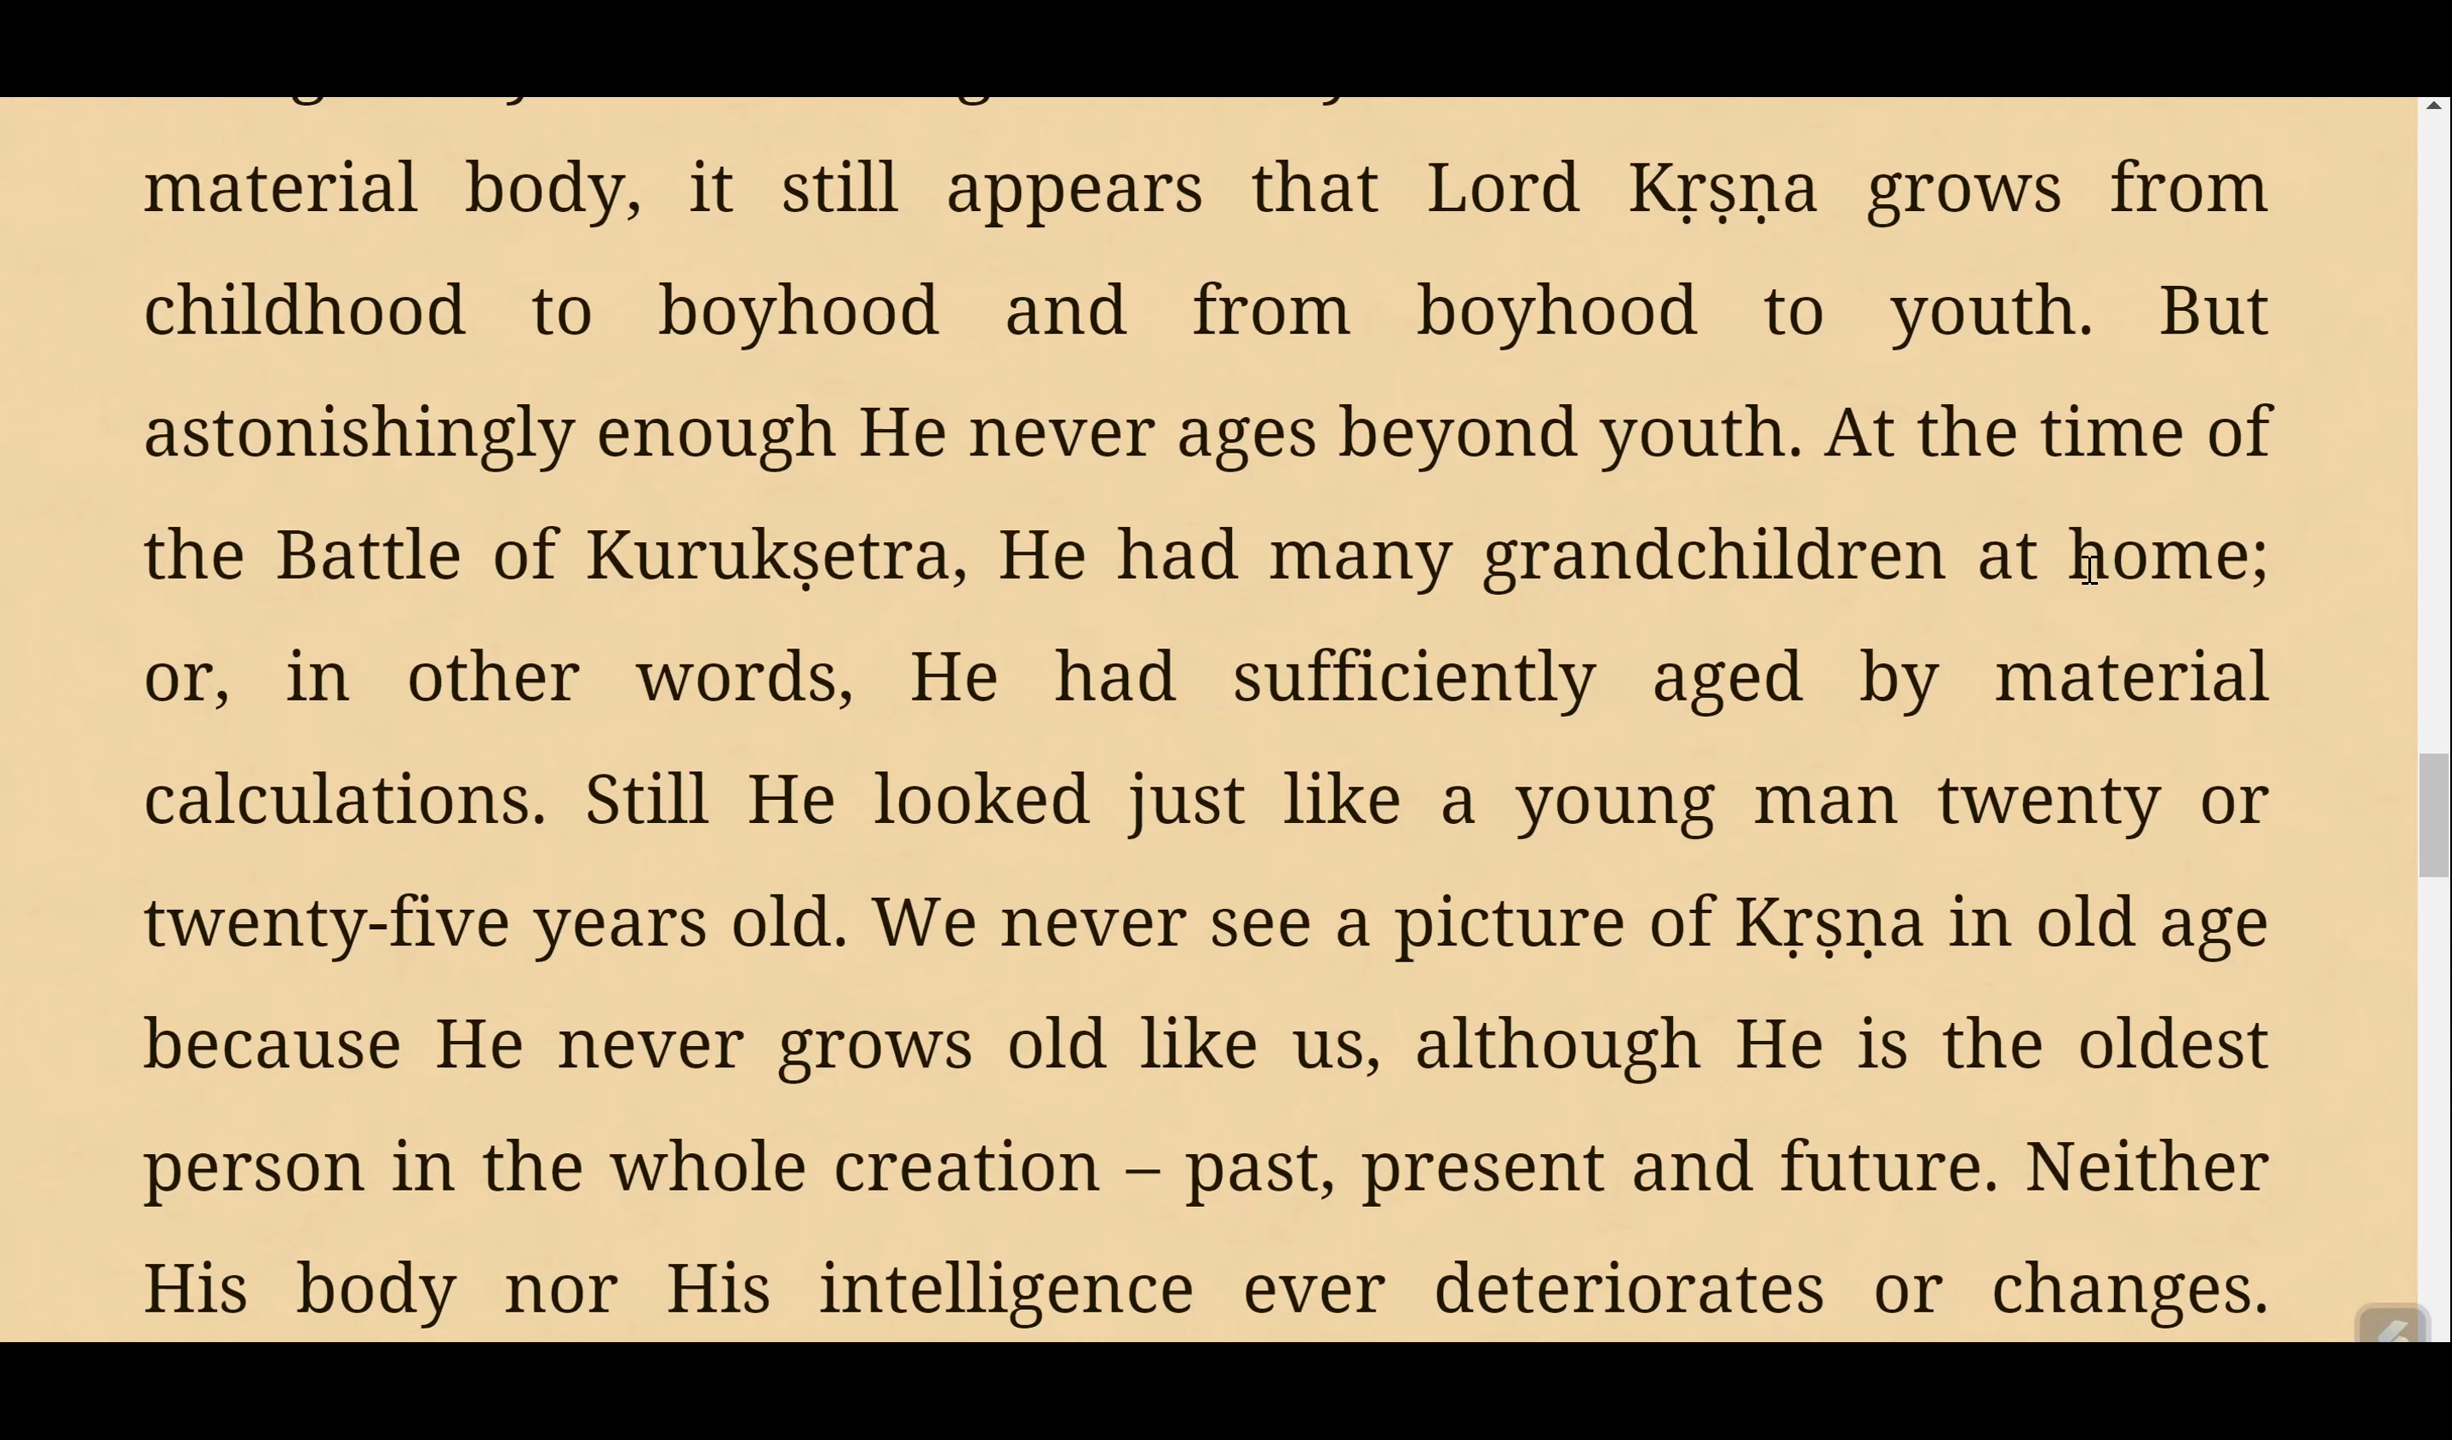 material body, it still appears that Lord Kṛṣṇa grows from
childhood to boyhood and from boyhood to youth. But
astonishingly enough He never ages beyond youth. At the time of
the Battle of Kurukṣetra, He had many grandchildren at home;
or, in other words, He had sufficiently aged by material
calculations. Still He looked just like a young man twenty or
twenty-five years old. We never see a picture of Kṛṣṇa in old age
because He never grows old like us, although He is the oldest
person in the whole creation – past, present and future. Neither
His body nor His intelligence ever deteriorates or changes.